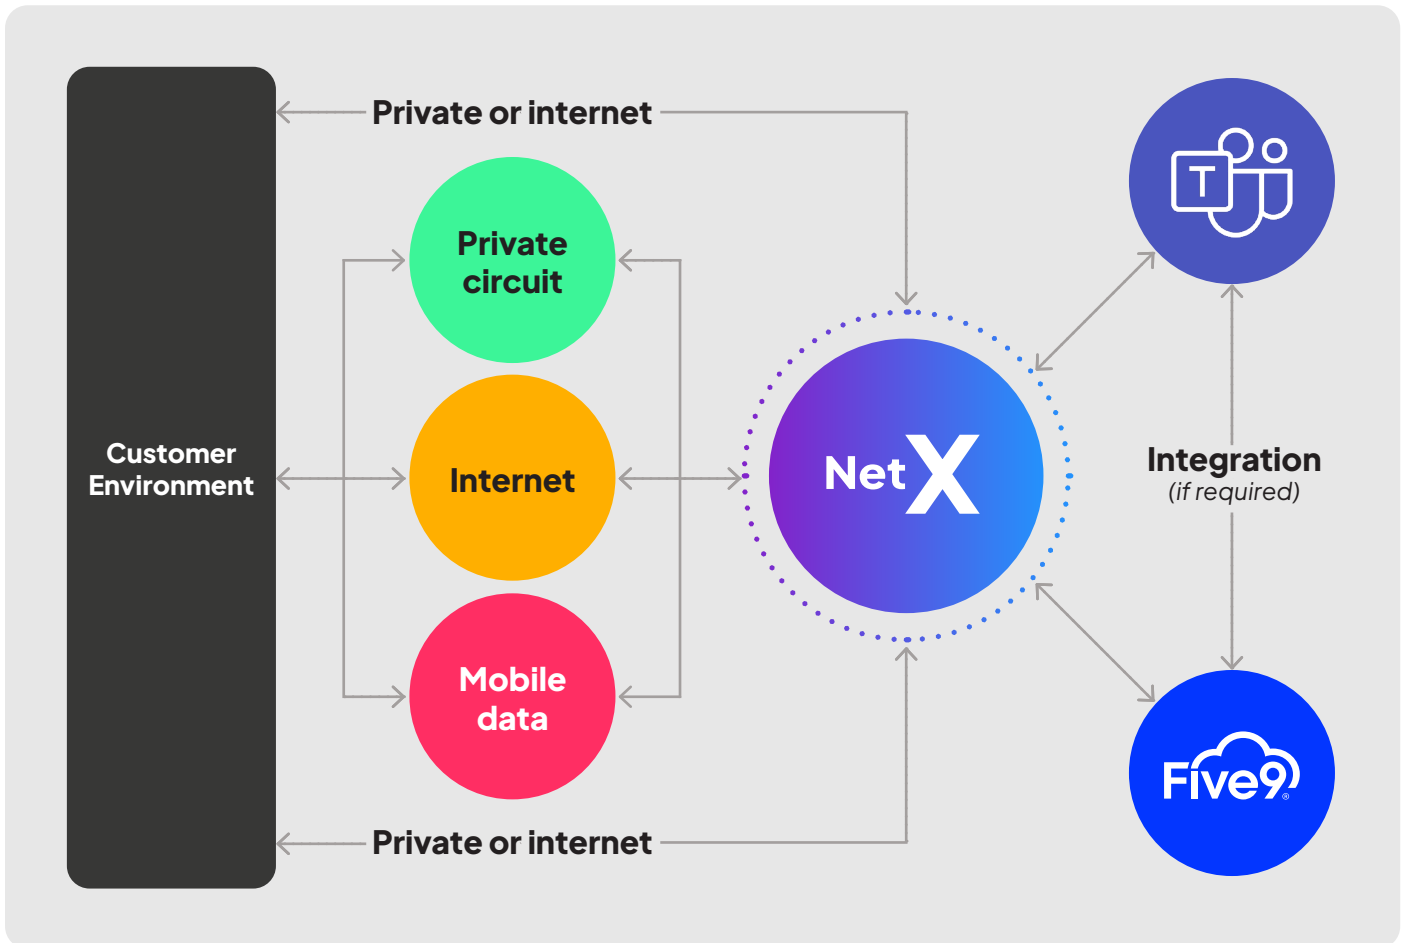 Private or internet
Private
circuit
Customer
Environment
Internet
Mobile
data
Private or internet
NetX
T
Integration
(if required)
Five9®